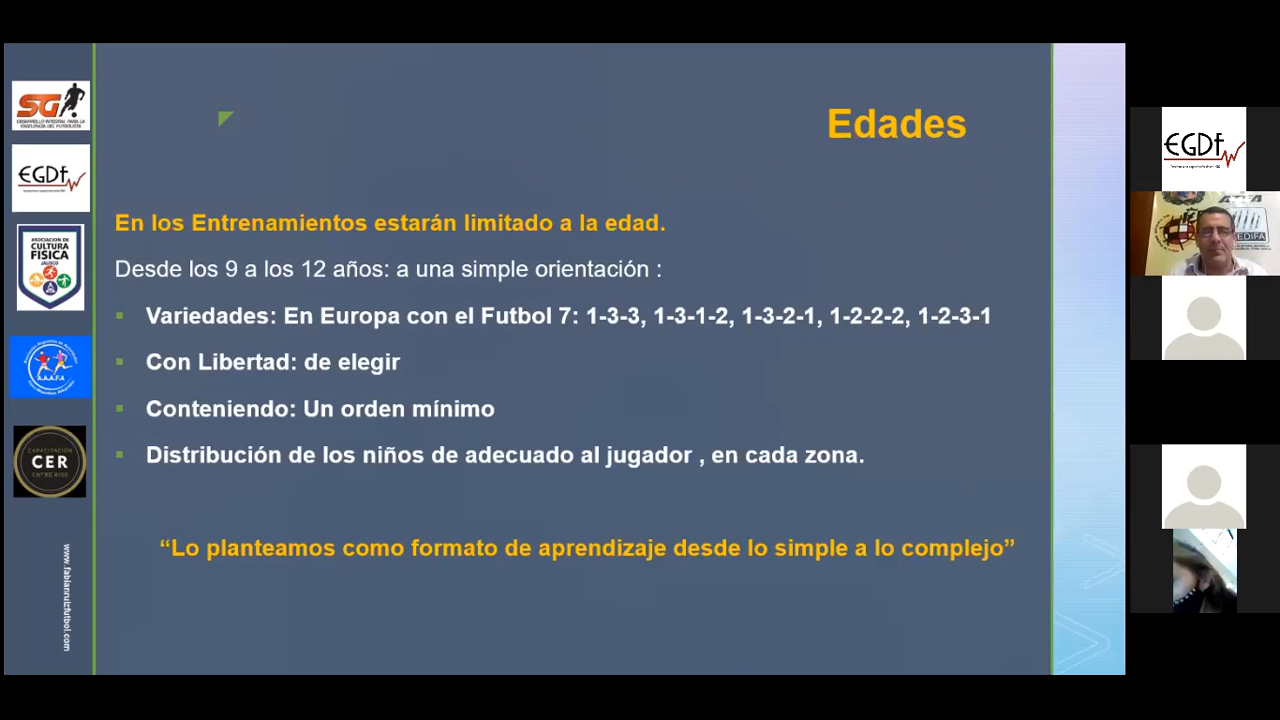 SG
DESARROLLO INTEGRAL PARA LA
EXCELENCIA DEL FUTBOLISTA
EGDf
ASOCIACION DE
CULTURA
FISICA
JALISCO
A.A.A.F.A
CAPACITACIÓN
CER
ENTRE RIOS
www.fabianruizfutbol.com
Edades
En los Entrenamientos estarán limitado a la edad.
Desde los 9 a los 12 años: a una simple orientación :
Variedades: En Europa con el Futbol 7: 1-3-3, 1-3-1-2, 1-3-2-1, 1-2-2-2, 1-2-3-1
Con Libertad: de elegir
Conteniendo: Un orden mínimo
Distribución de los niños de adecuado al jugador , en cada zona.
“Lo planteamos como formato de aprendizaje desde lo simple a lo complejo”
EGDf